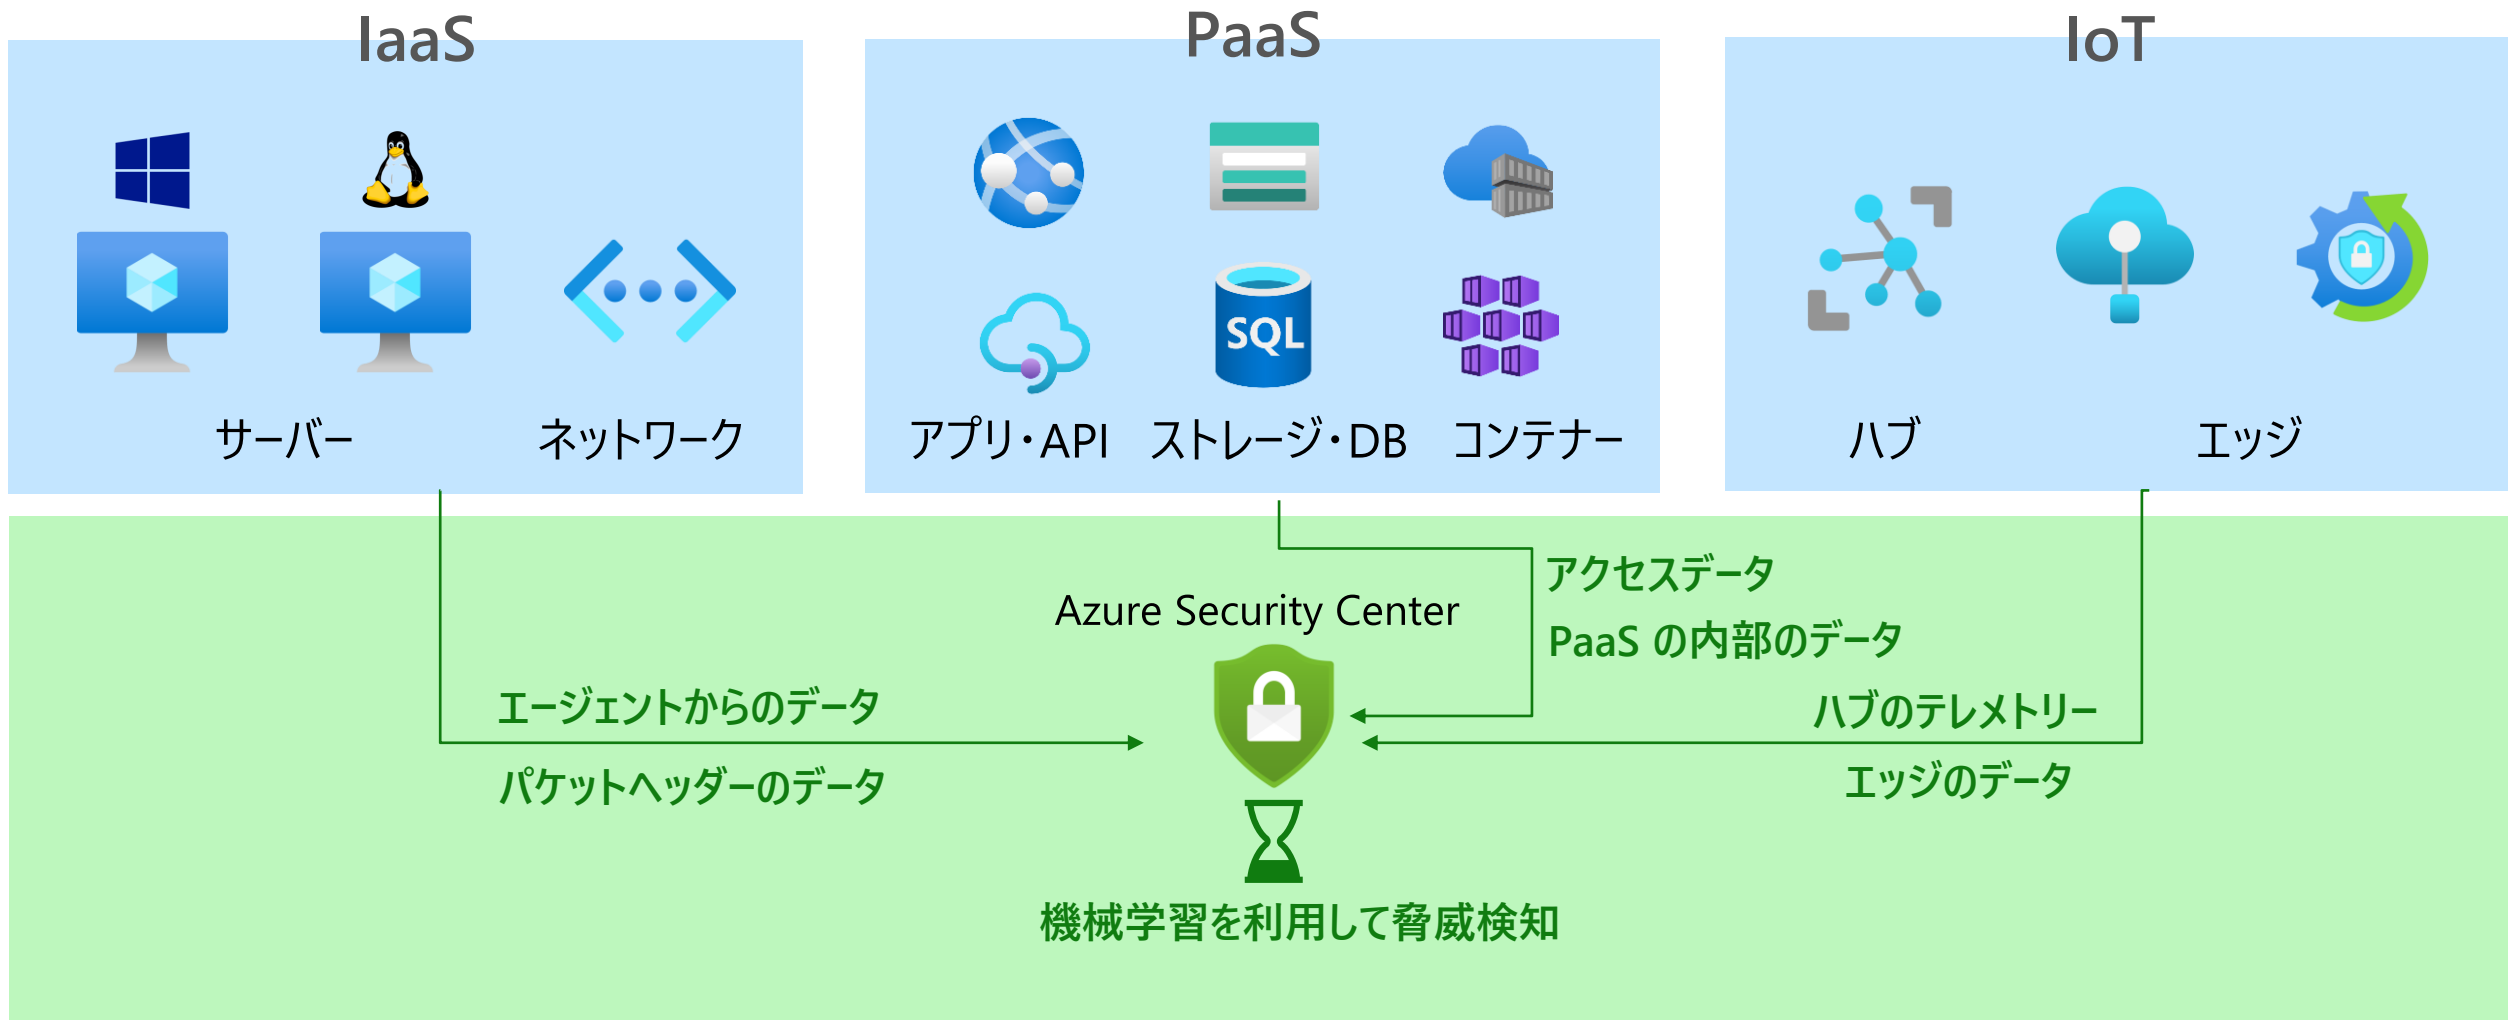 IaaS
PaaS
IoT
サーバー
ネットワーク
アプリ・API
SQL
ストレージ・DB
コンテナー
ハブ
エッジ
アクセスデータ
Azure Security Center
PaaS の内部のデータ
エージェントからのデータ
ハブのテレメトリー
パケットヘッダーのデータ
エッジのデータ
機械学習を利用して脅威検知